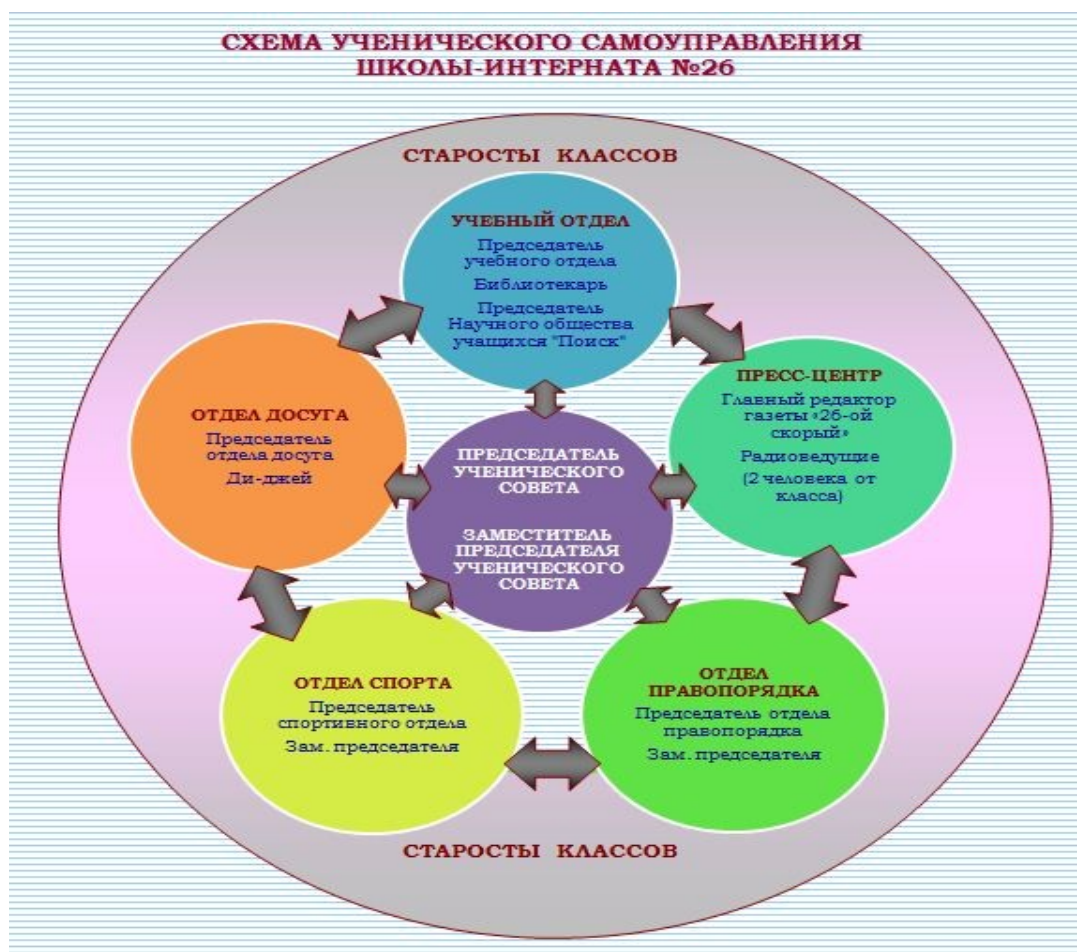 СХЕМА УЧЕНИЧЕСКОГО САМОУПРАВЛЕНИЯ
ШКОЛЫ-ИНТЕРНАТА №26
СТАРОСТЫ КЛАССОВ
УЧЕБНЫЙ ОТДЕЛ
Председатель
учебного отдела
Библиотекарь
Председатель
Научного общества
учащихся "Поиск"
ПРЕСС-ЦЕНТР
Главный редактор
газеты «26-ой
скорый»
Радиоведущие
(2 человека от
класса)
ОТДЕЛ ДОСУГА
Председатель
отдела досуга
Ди-джей
ПРЕДСЕДАТЕЛЬ
УЧЕНИЧЕСКОГО
СОВЕТА
ЗАМЕСТИТЕЛЬ
ПРЕДСЕДАТЕЛЯ
УЧЕНИЧЕСКОГО
СОВЕТА
ОТДЕЛ СПОРТА
Председатель
спортивного отдела
Зам. председателя
ОТДЕЛ
ПРАВОПОРЯДКА
Председатель отдела
правопорядка
Зам. председателя
СТАРОСТЫ КЛАССОВ